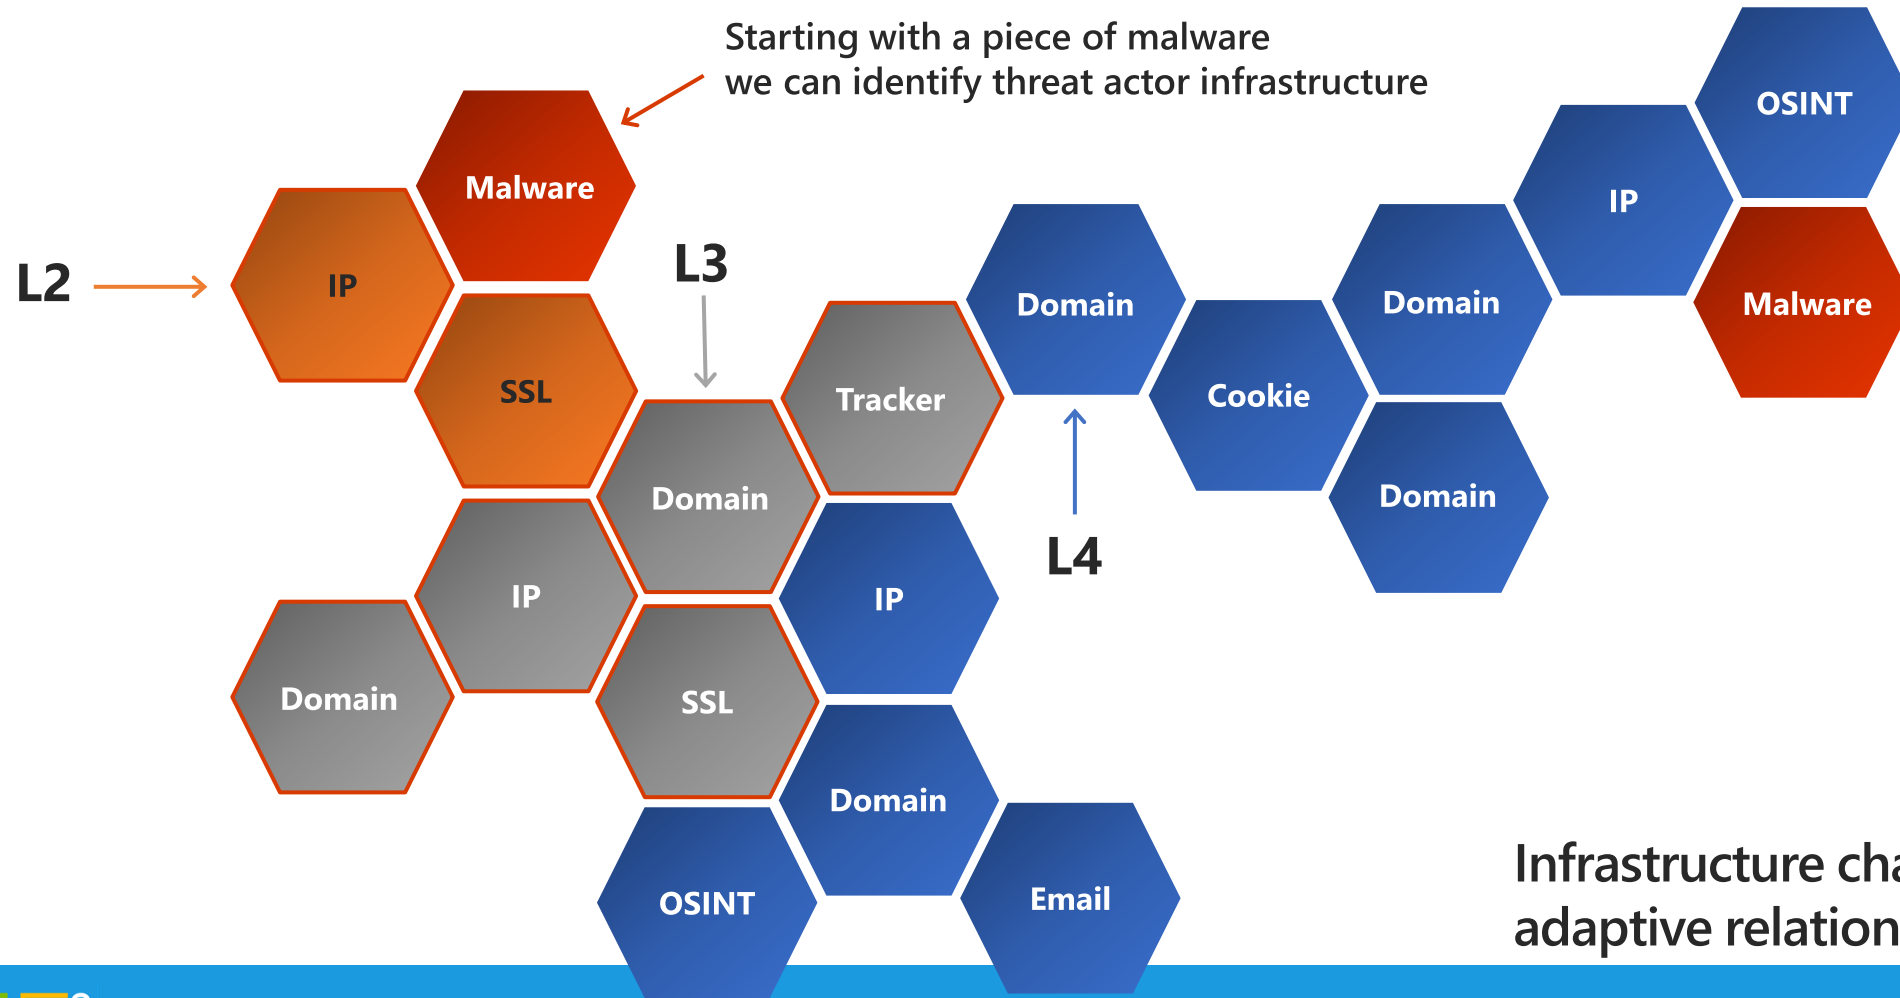 Starting with a piece of malware
we can identify threat actor infrastructure
OSINT
IP
Malware
Malware
L2
IP
L3
Domain
Domain
Cookie
SSL
Tracker
Domain
Domain
L4
IP
IP
Domain
SSL
Domain
OSINT
Email
Infrastructure cha
adaptive relation